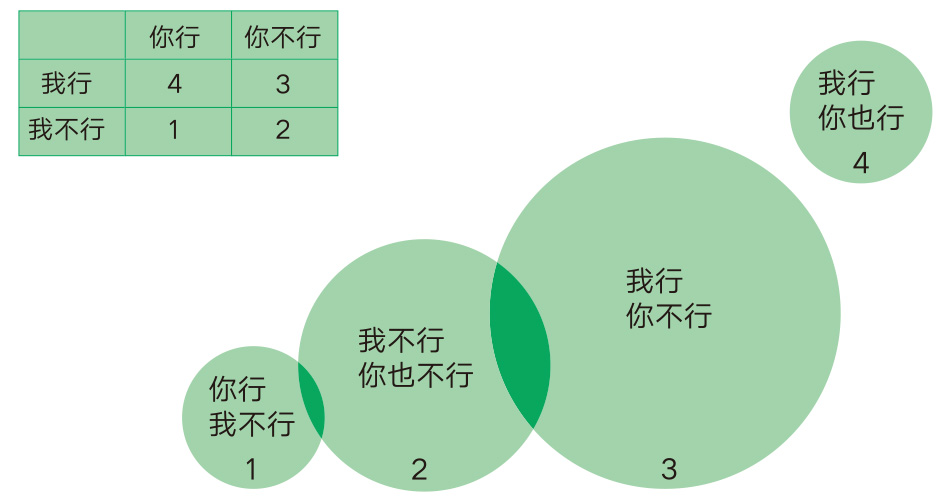 你行 你不行
我行 4 3
我不行 1 2
我行
你也行
4
我行
你不行
3
我不行
你也不行
2
你行
我不行
1